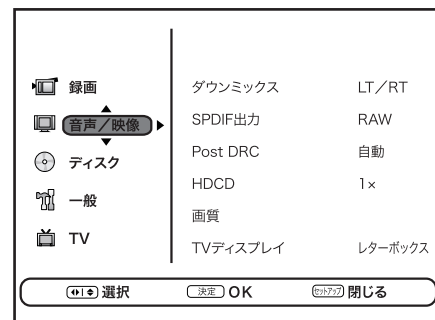 録画
音声／映像
ディスク
一般
TV
ダウンミックス LT／RT
SPDIF出力 RAW
Post DRC 自動
HDCD 1×
画質
TVディスプレイ レターボックス
選択 決定 OK セットアップ 閉じる